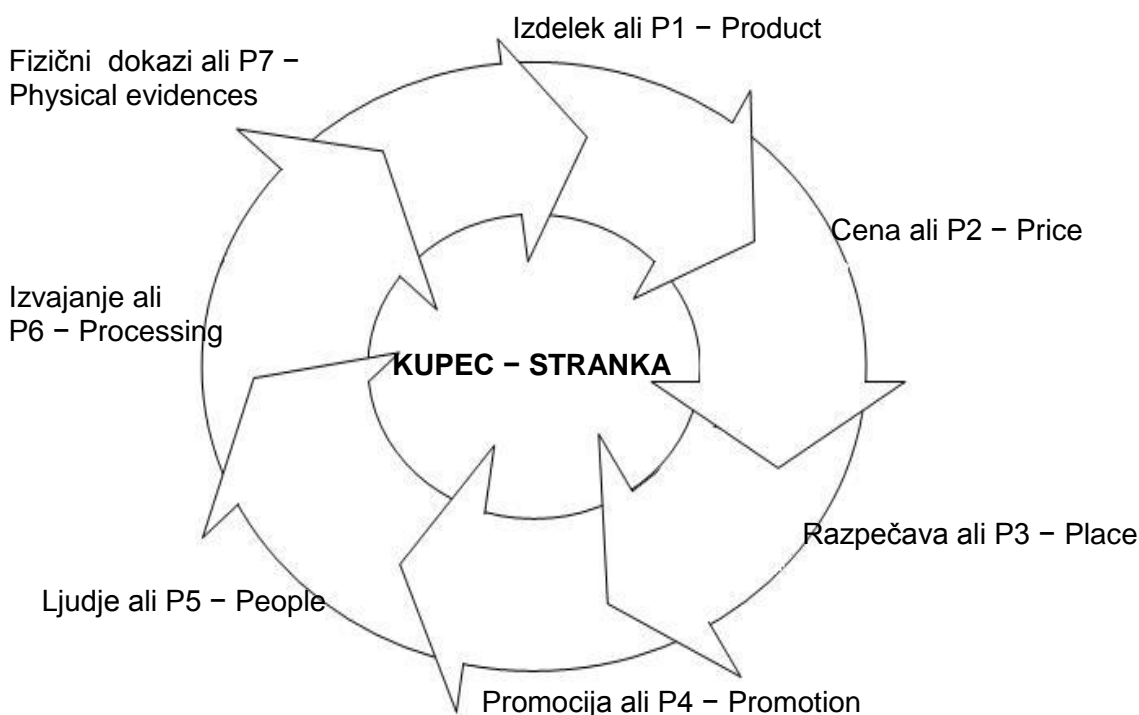 Izdelek ali P1 − Product
Fizični dokazi ali P7 −
Physical evidences
Cena ali P2 − Price
Izvajanje ali
P6 − Processing
KUPEC − STRANKA
Razpečava ali P3 − Place
Ljudje ali P5 − People
Promocija ali P4 − Promotion